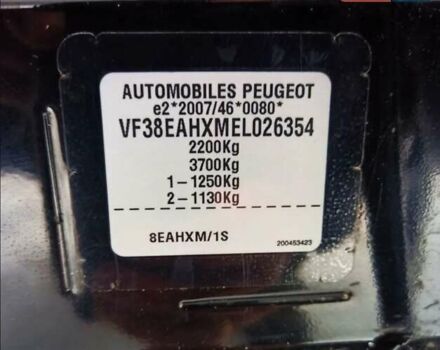 AUTOMOBILES PEUGEOT
e2*2007/46*0080*
VF38EAHXMEL026354
2200Kg
3700Kg
1-1250Kg
2-1130Kg
8EAHXM/1S
200453423